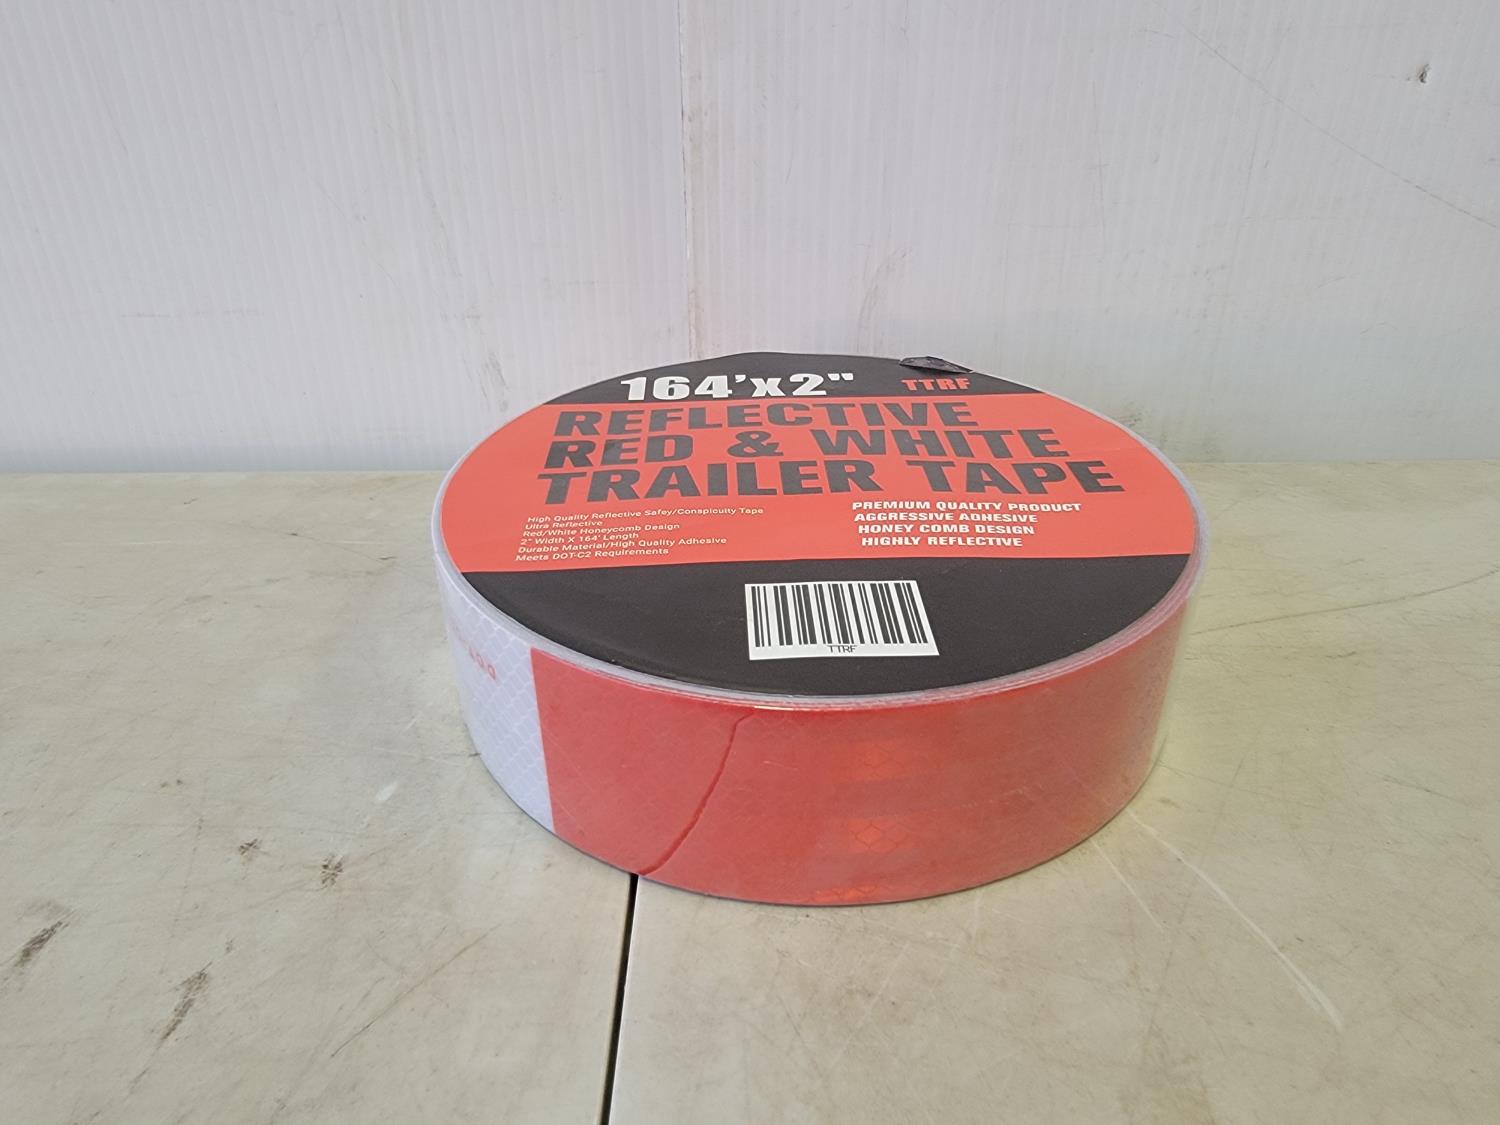 164'x2" TTRF
REFLECTIVE
RED & WHITE
TRAILER TAPE
High Quality Reflective Safey/Conspicuity Tape
Ultra Reflective
Red/White Honeycomb Design
2" Width X 164' Length
Durable Material/High Quality Adhesive
Meets DOT-C2 Requirements
PREMIUM QUALITY PRODUCT
AGGRESSIVE ADHESIVE
HONEY COMB DESIGN
HIGHLY REFLECTIVE
TTRF